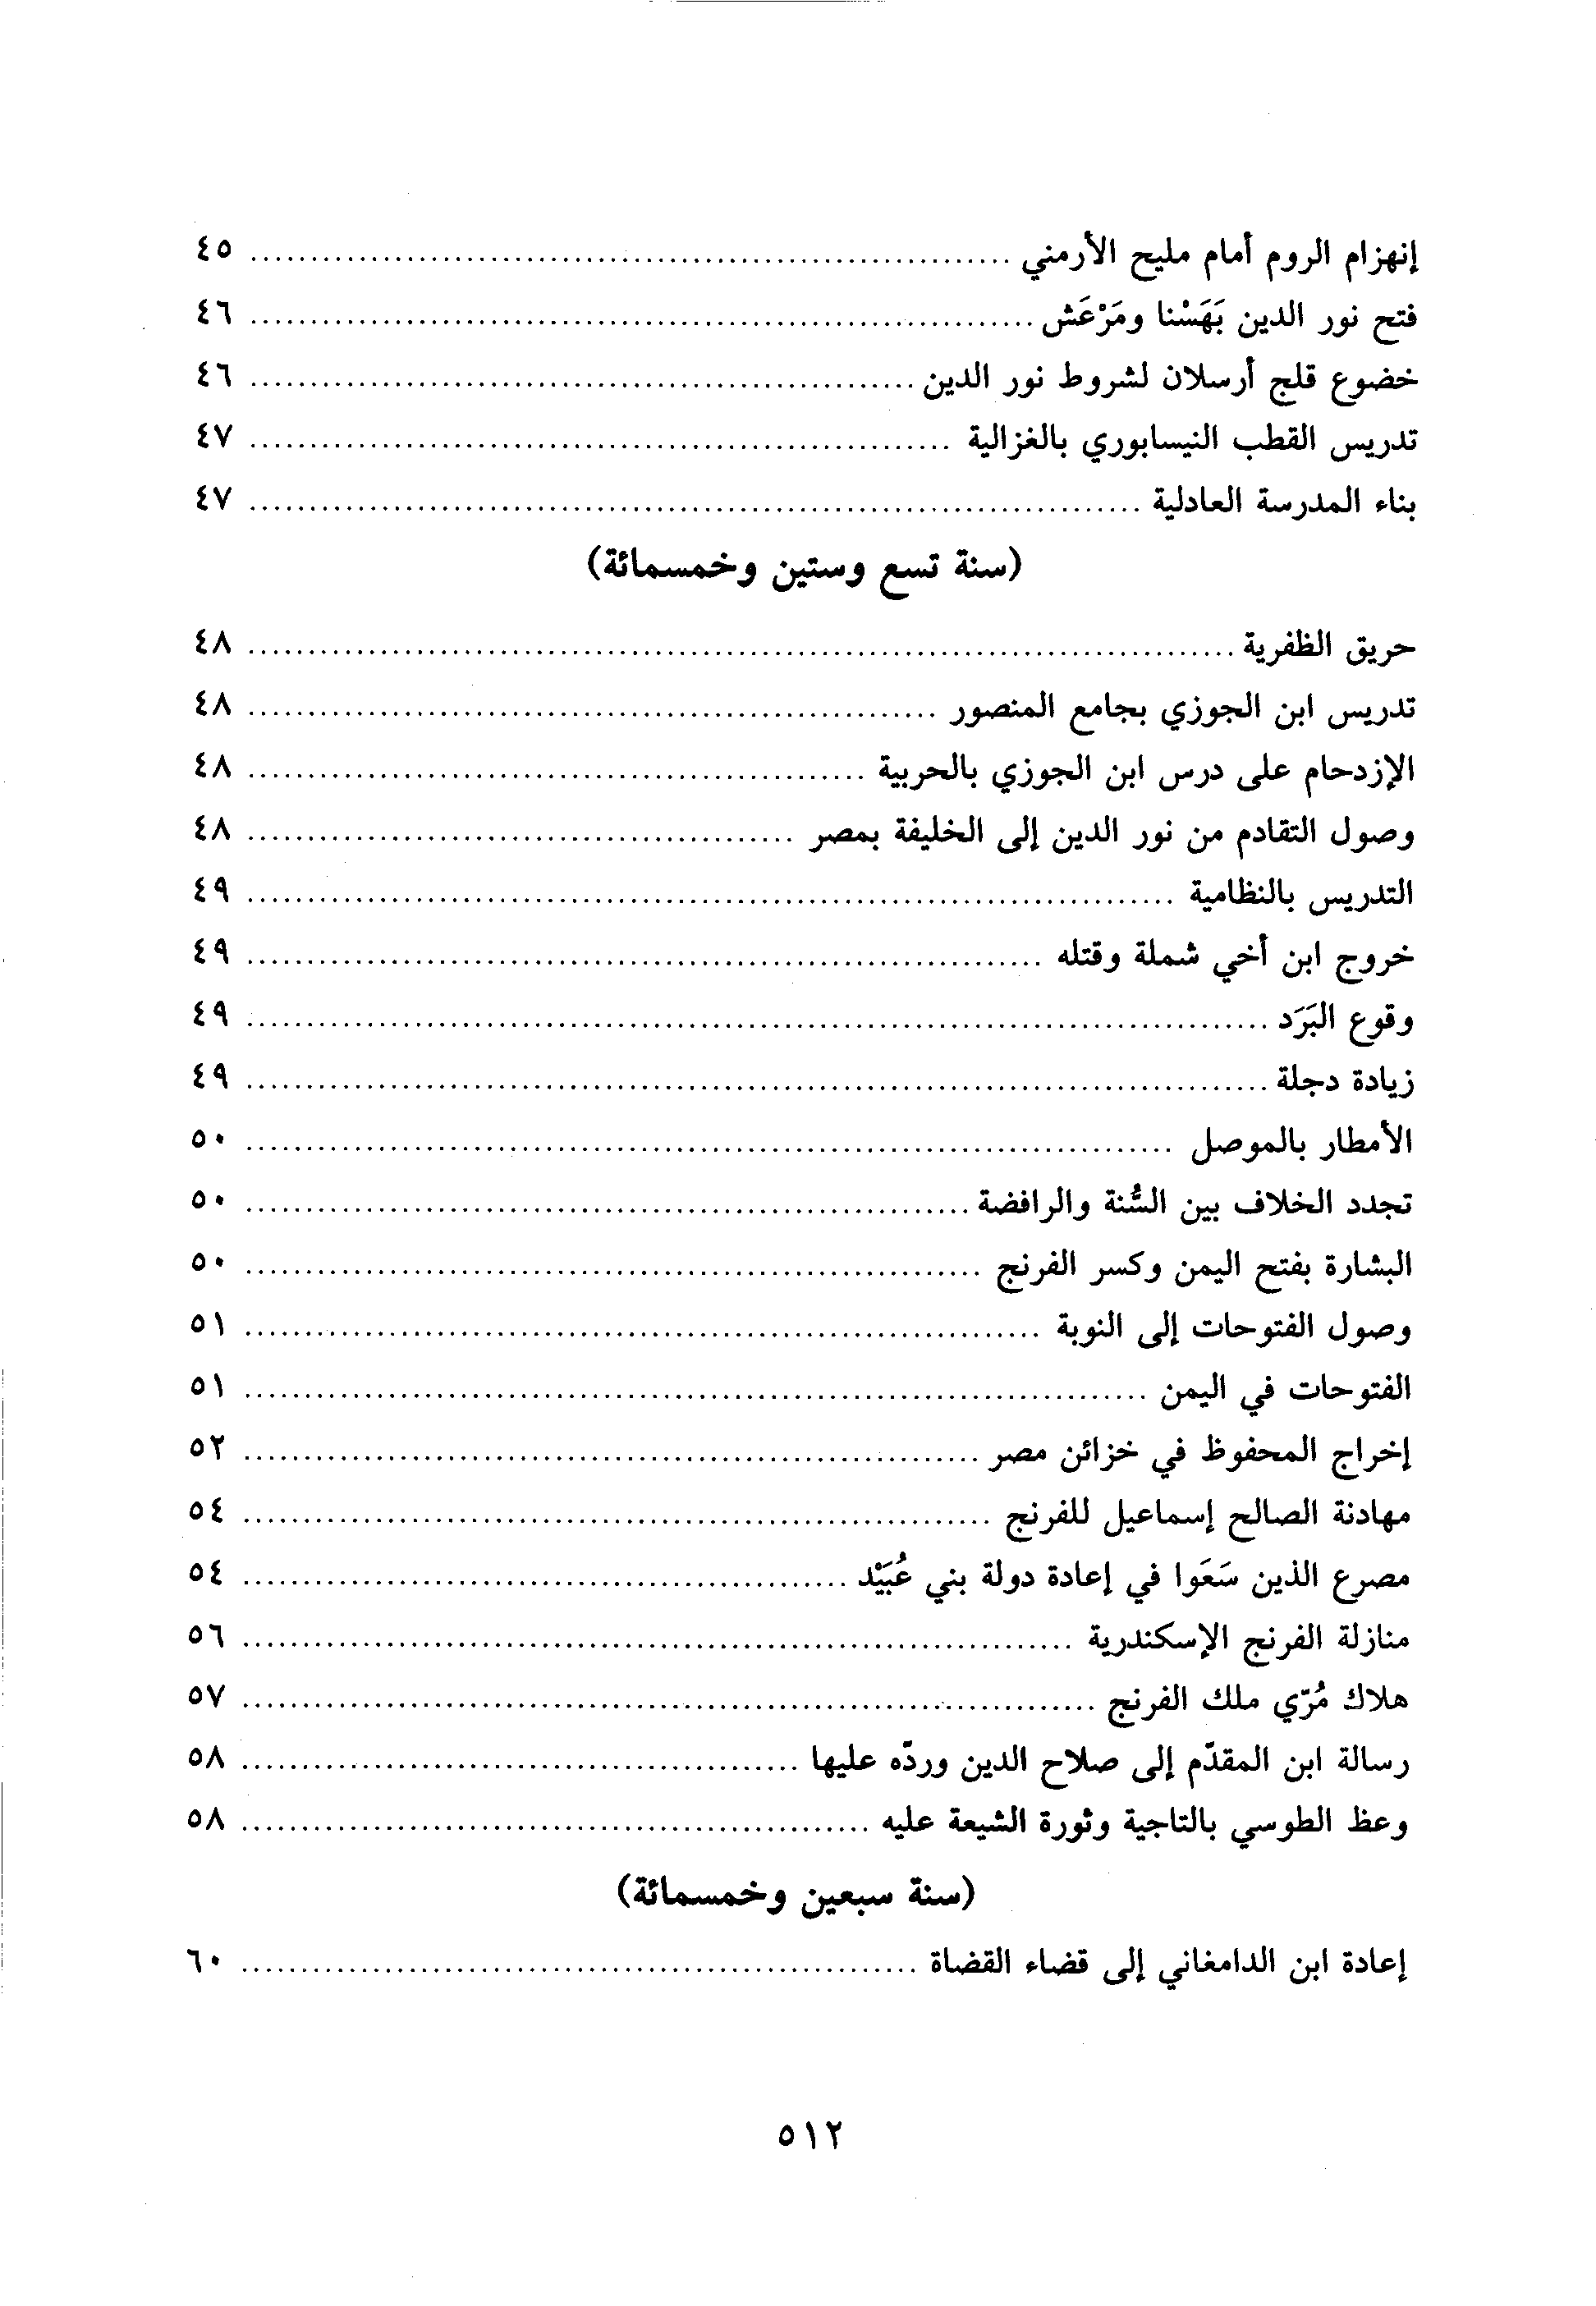 إنهزام الروم أمام مليح الأرمني ........ ٤٥
فتح نور الدين بَهَسْنا ومَرْعَش ........ ٤٦
خضوع قلج أرسلان لشروط نور الدين ........ ٤٦
تدريس القطب النيسابوري بالغزالية ........ ٤٧
بناء المدرسة العادلية ........ ٤٧
(سنة تسع وستين وخمسمائة)
حريق الظفرية ........ ٤٨
تدريس ابن الجوزي بجامع المنصور ........ ٤٨
الإزدحام على درس ابن الجوزي بالحربية ........ ٤٨
وصول التقادم من نور الدين إلى الخليفة بمصر ........ ٤٨
التدريس بالنظامية ........ ٤٩
خروج ابن أخي شملة وقتله ........ ٤٩
وقوع البَرَد ........ ٤٩
زيادة دجلة ........ ٤٩
الأمطار بالموصل ........ ٥٠
تجدد الخلاف بين السُّنة والرافضة ........ ٥٠
البشارة بفتح اليمن وكسر الفرنج ........ ٥٠
وصول الفتوحات إلى النوبة ........ ٥١
الفتوحات في اليمن ........ ٥١
إخراج المحفوظ في خزائن مصر ........ ٥٢
مهادنة الصالح إسماعيل للفرنج ........ ٥٤
مصرع الذين سَعَوا في إعادة دولة بني عُبَيْد ........ ٥٤
منازلة الفرنج الإسكندرية ........ ٥٦
هلاك مُرّي ملك الفرنج ........ ٥٧
رسالة ابن المقدّم إلى صلاح الدين وردّه عليها ........ ٥٨
وعظ الطوسي بالتاجية وثورة الشيعة عليه ........ ٥٨
(سنة سبعين وخمسمائة)
إعادة ابن الدامغاني إلى قضاء القضاة ........ ٦٠
٥١٢